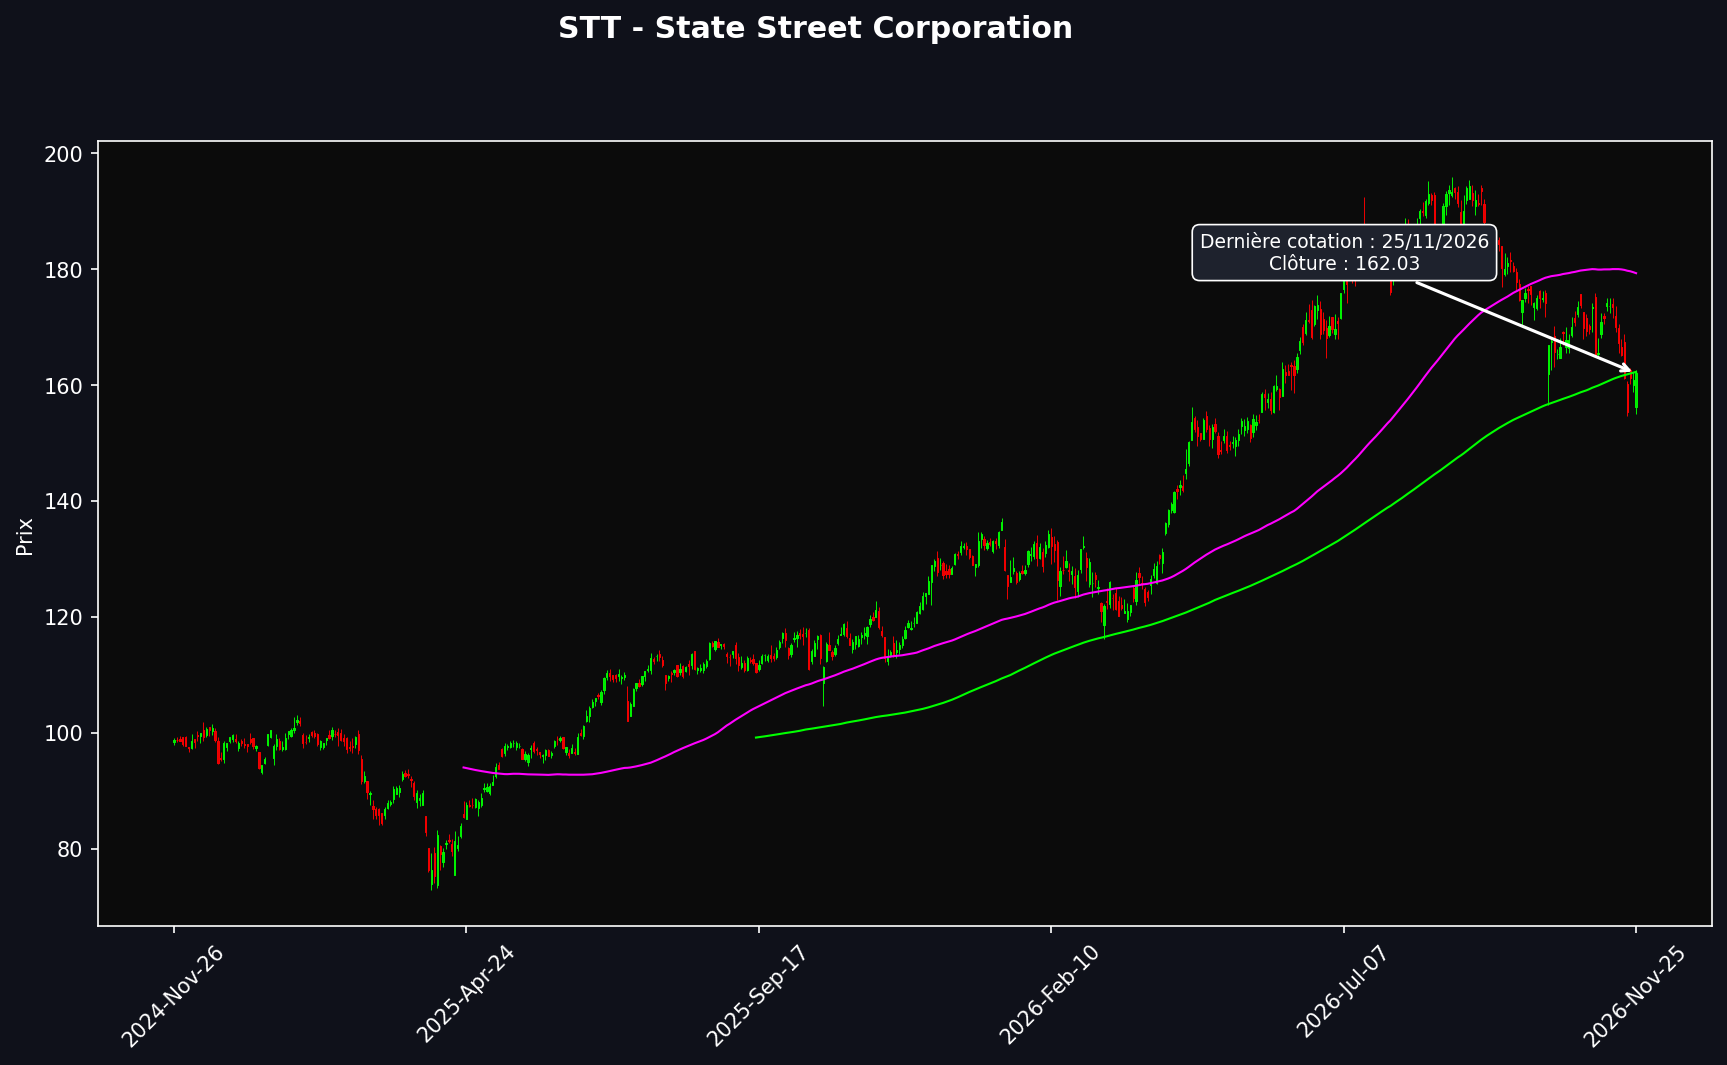 STT - State Street Corporation
200
180
160
140
120
100
80
Prix
Dernière cotation : 25/11/2026
Clôture : 162.03
2024-Nov-26
2025-Apr-24
2025-Sep-17
2026-Feb-10
2026-Jul-07
2026-Nov-25